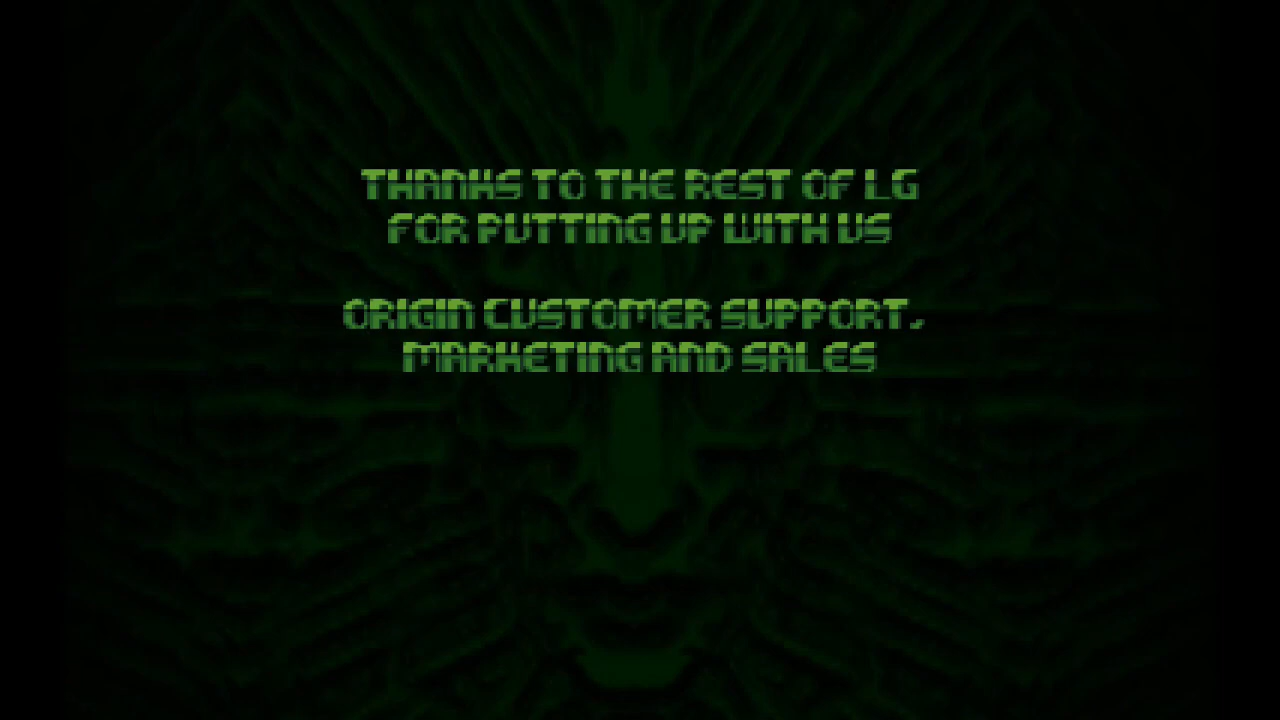 THANKS TO THE REST OF LG
FOR PUTTING UP WITH US
ORIGIN CUSTOMER SUPPORT,
MARKETING AND SALES